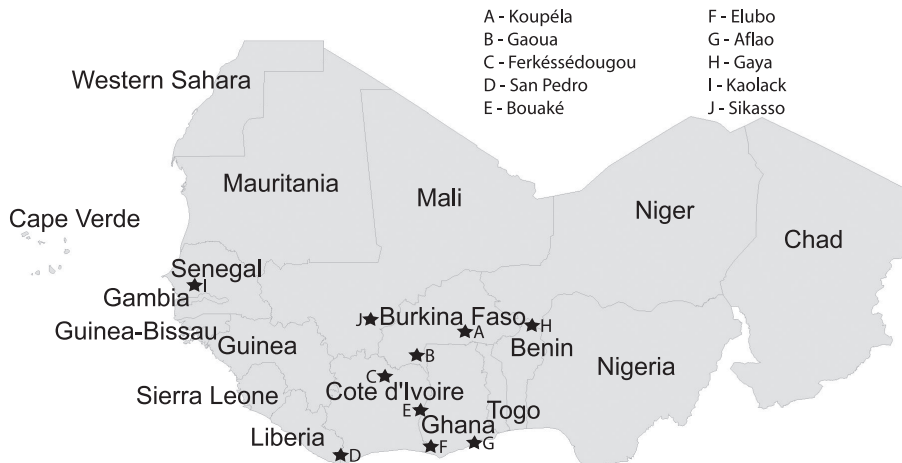 A - Koupéla
B - Gaoua
C - Ferkéssédougou
D - San Pedro
E - Bouaké
F - Elubo
G - Aflao
H - Gaya
I - Kaolack
J - Sikasso
Western Sahara
Mauritania
Mali
Niger
Chad
Cape Verde
Senegal
I
Gambia
Guinea-Bissau
Guinea
J
Burkina Faso
A
H
Benin
Nigeria
B
C
Sierra Leone
Cote d'Ivoire
E
Ghana
Togo
Liberia
D
F
G